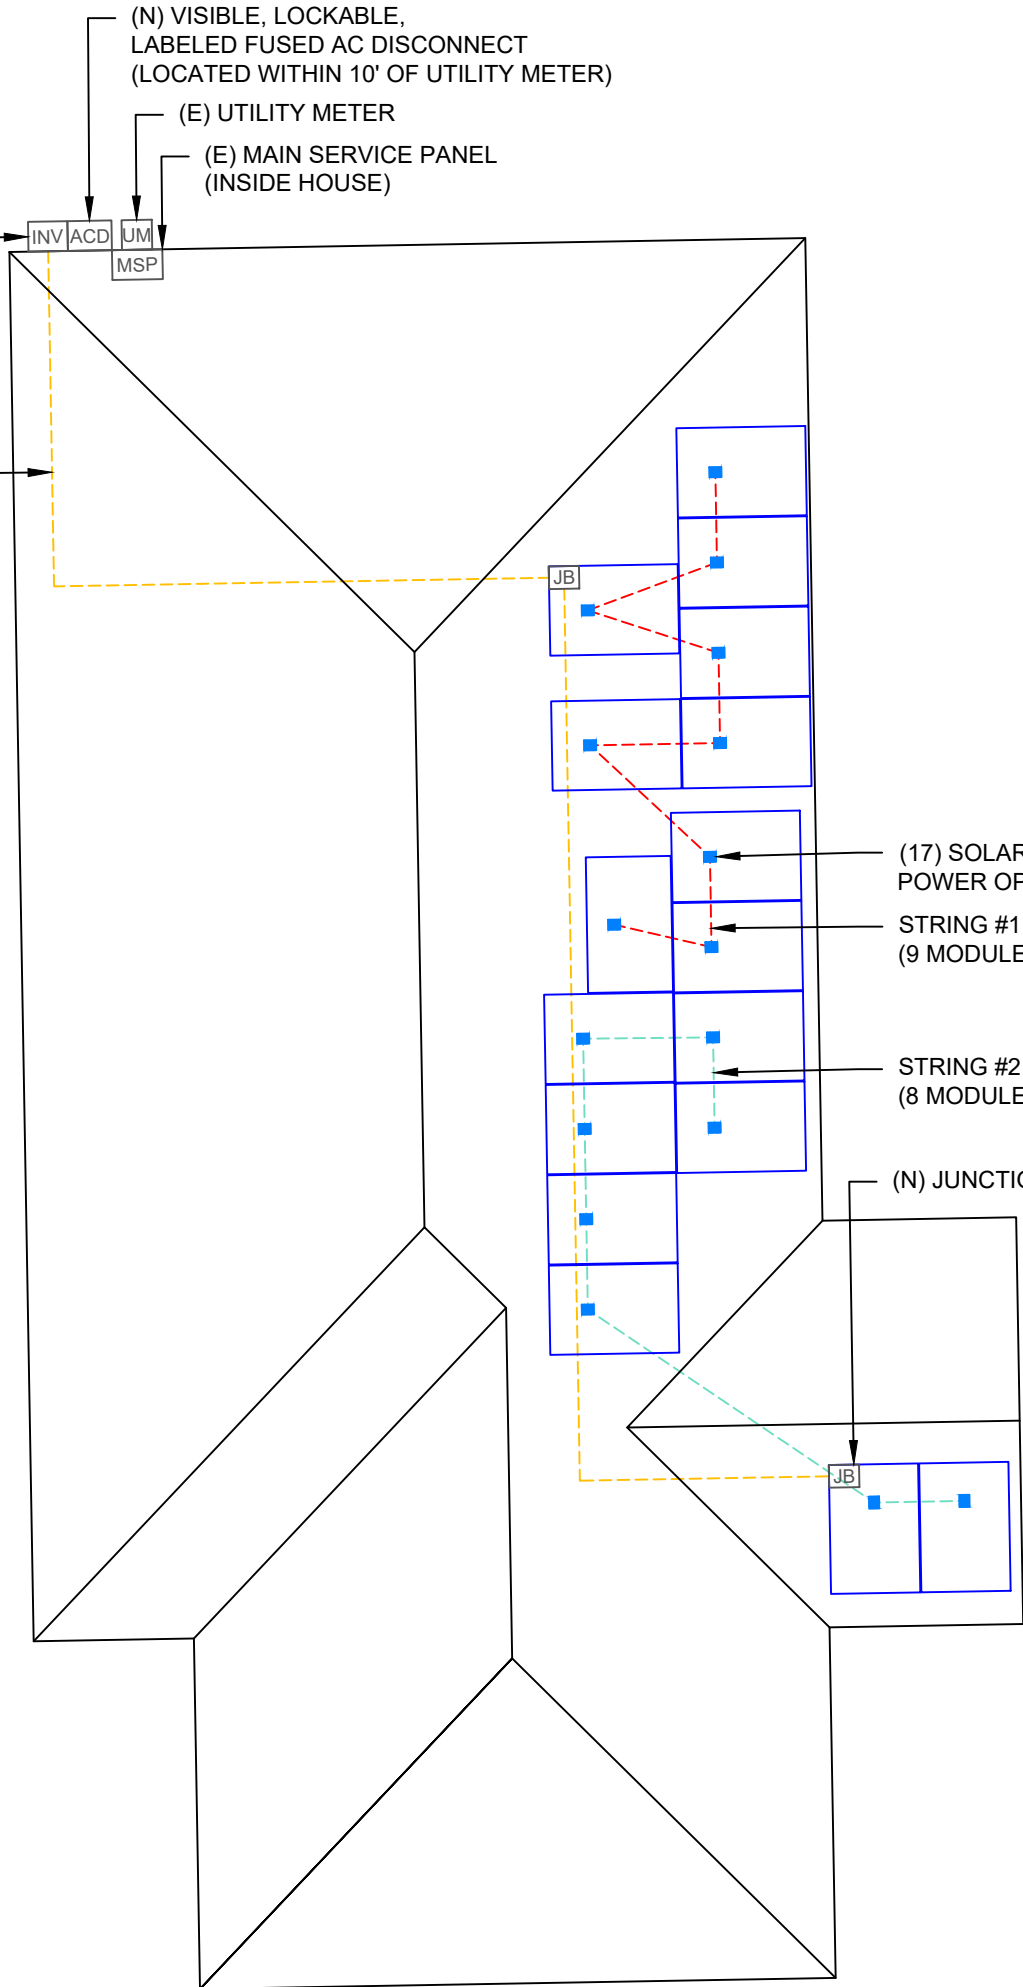 (N) VISIBLE, LOCKABLE,
LABELED FUSED AC DISCONNECT
(LOCATED WITHIN 10' OF UTILITY METER)
(E) UTILITY METER
(E) MAIN SERVICE PANEL
(INSIDE HOUSE)
INV ACD UM
MSP
JB
(17) SOLAR
POWER OP
STRING #1
(9 MODULE
STRING #2
(8 MODULE
(N) JUNCTIO
JB